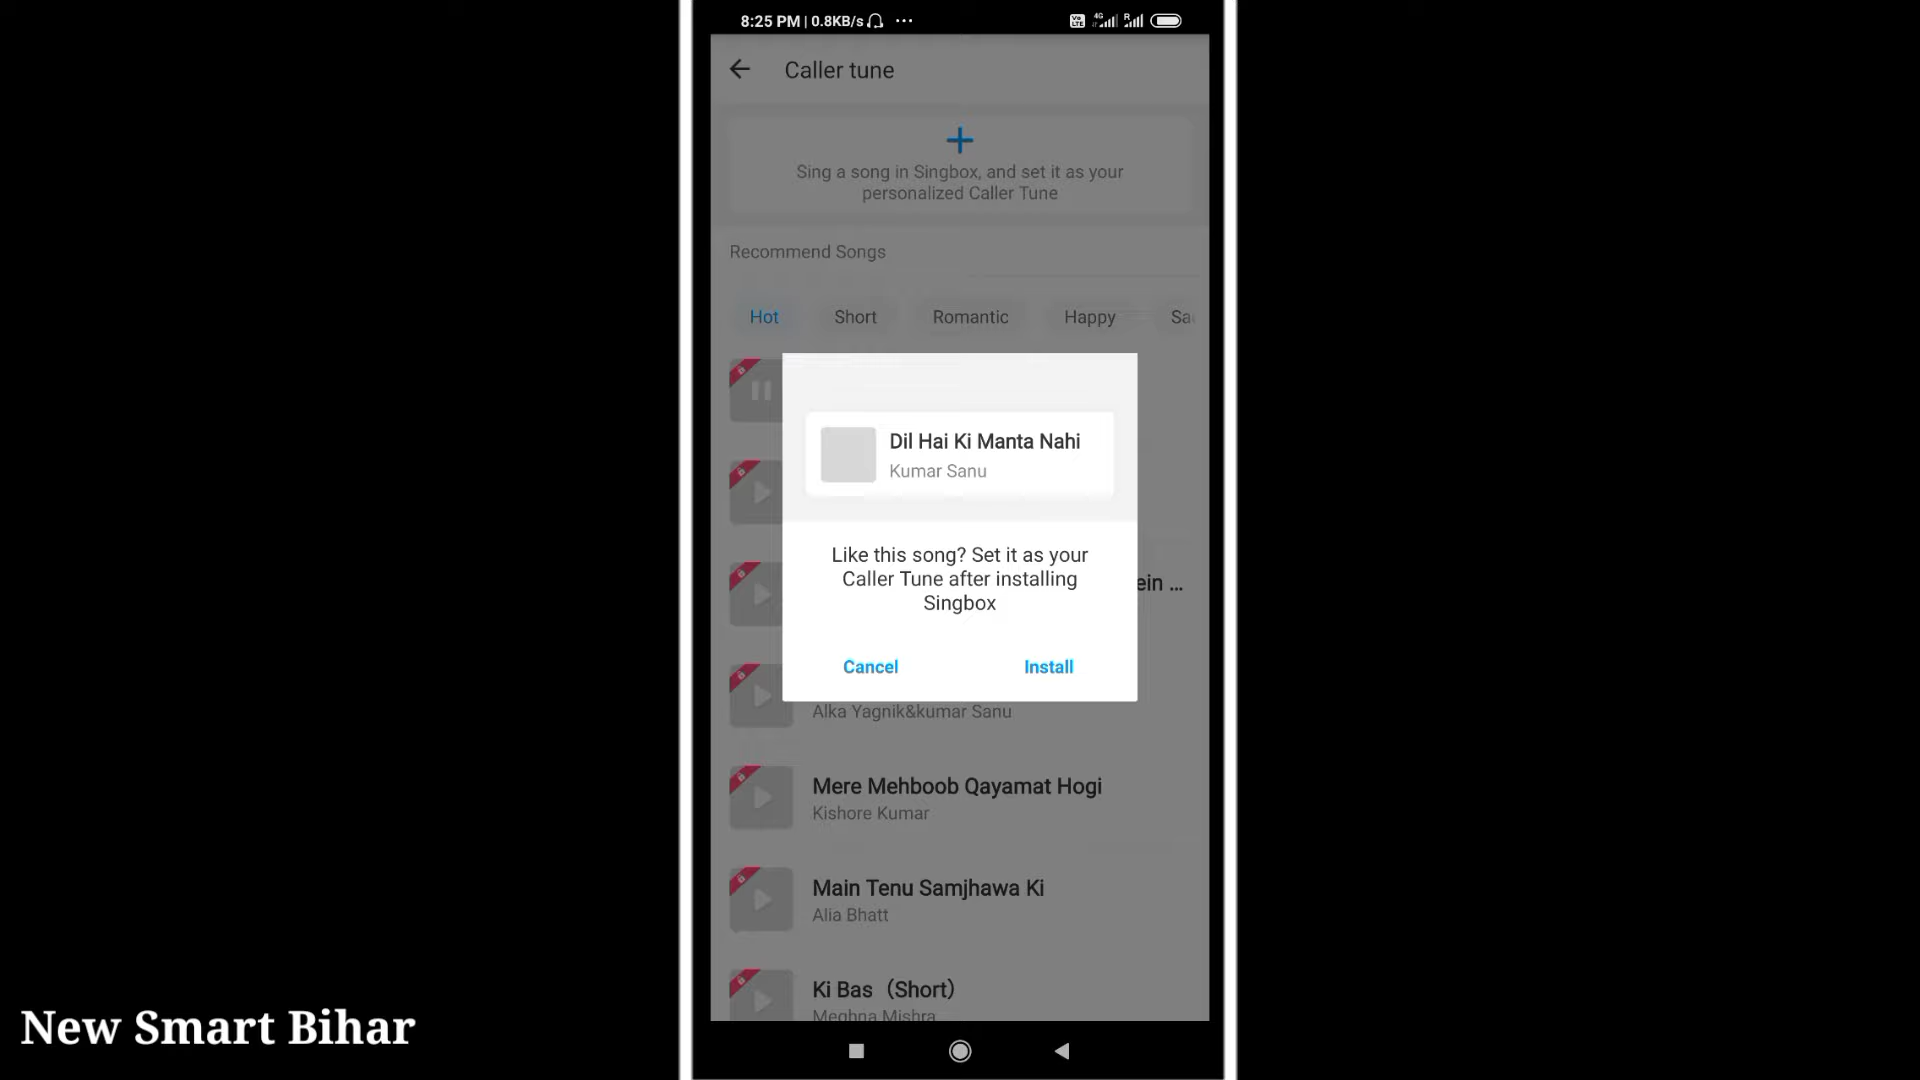 8:25 PM | 0.8KB/s
Caller tune
Sing a song in Singbox, and set it as your
personalized Caller Tune
Recommend Songs
Hot Short Romantic Happy
Dil Hai Ki Manta Nahi
Kumar Sanu
Like this song? Set it as your
Caller Tune after installing
Singbox
ein ...
Cancel Install
Alka Yagnik&kumar Sanu
Mere Mehboob Qayamat Hogi
Kishore Kumar
Main Tenu Samjhawa Ki
Alia Bhatt
Ki Bas（Short）
Meghna Mishra
New Smart Bihar